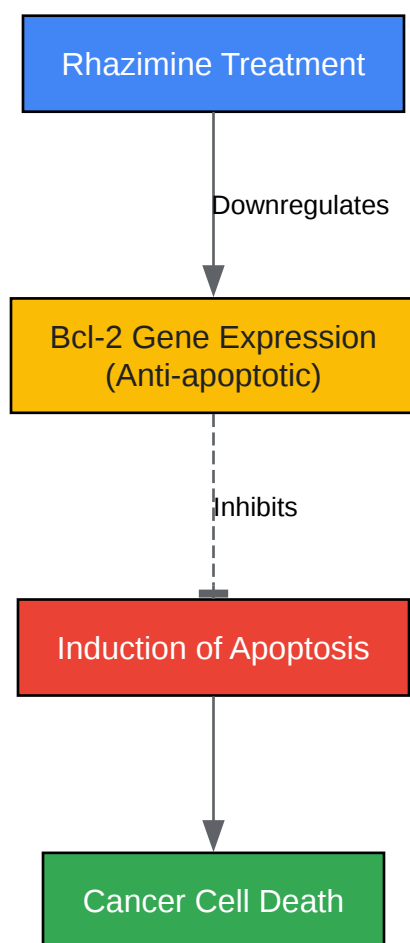 Rhazimine Treatment
Downregulates
Bcl-2 Gene Expression
(Anti-apoptotic)
Inhibits
Induction of Apoptosis
Cancer Cell Death